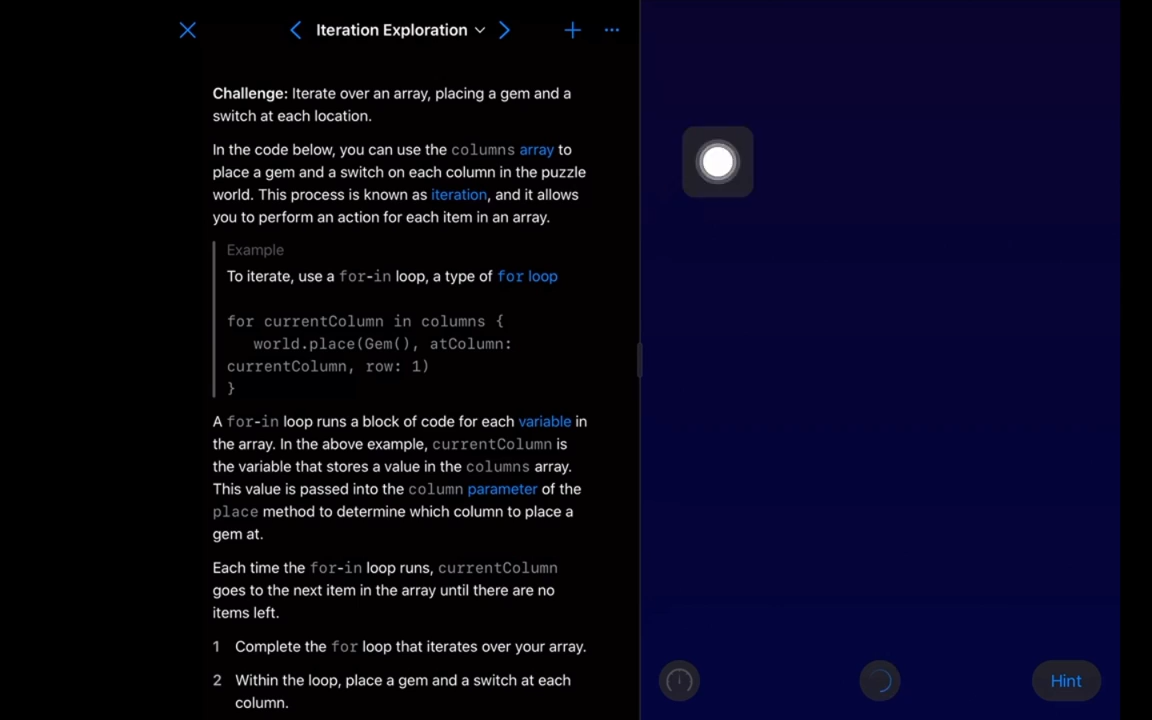 Iteration Exploration
Challenge: Iterate over an array, placing a gem and a
switch at each location.
In the code below, you can use the columns array to
place a gem and a switch on each column in the puzzle
world. This process is known as iteration, and it allows
you to perform an action for each item in an array.
Example
To iterate, use a for-in loop, a type of for loop
for currentColumn in columns {
world.place(Gem(), atColumn:
currentColumn, row: 1)
}
A for-in loop runs a block of code for each variable in
the array. In the above example, currentColumn is
the variable that stores a value in the columns array.
This value is passed into the column parameter of the
place method to determine which column to place a
gem at.
Each time the for-in loop runs, currentColumn
goes to the next item in the array until there are no
items left.
1 Complete the for loop that iterates over your array.
2 Within the loop, place a gem and a switch at each
column.
Hint